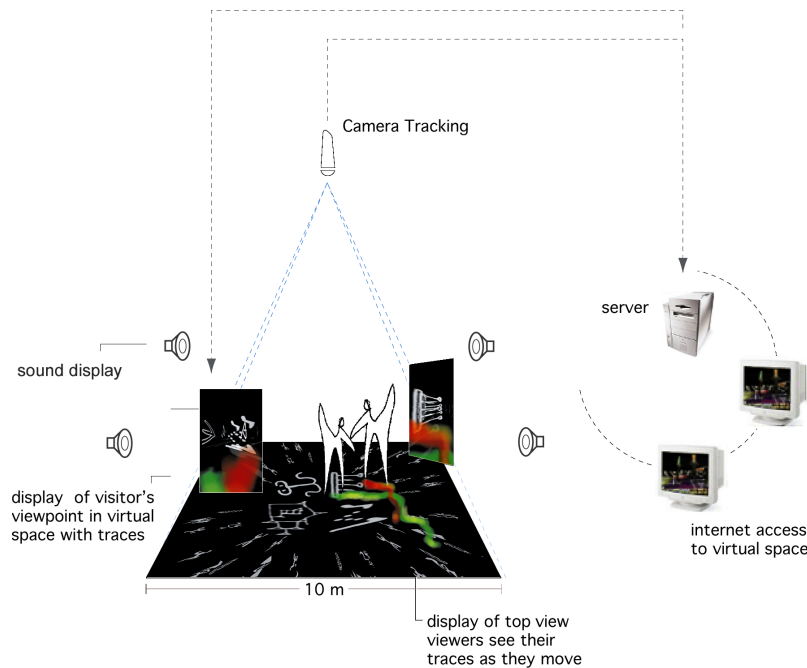 Camera Tracking
server
sound display
display of visitor's
viewpoint in virtual
space with traces
internet access
to virtual space
10 m
display of top view
viewers see their
traces as they move